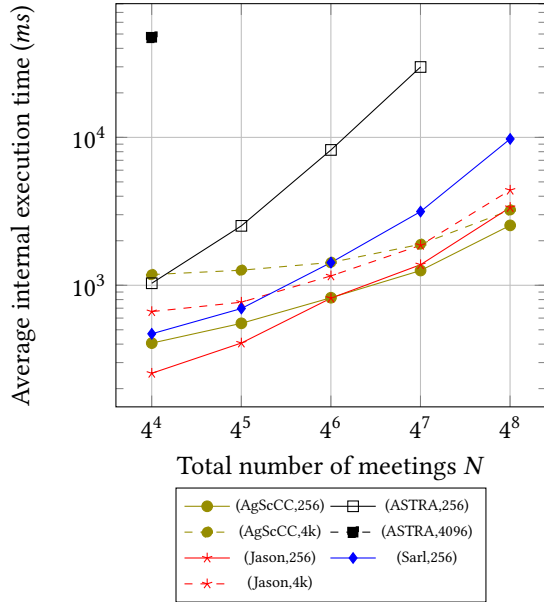 Average internal execution time (ms)
10^4
10^3
4^4 4^5 4^6 4^7 4^8
Total number of meetings N
(AgScCC,256) (ASTRA,256)
(AgScCC,4k) (ASTRA,4096)
(Jason,256) (Sarl,256)
(Jason,4k)